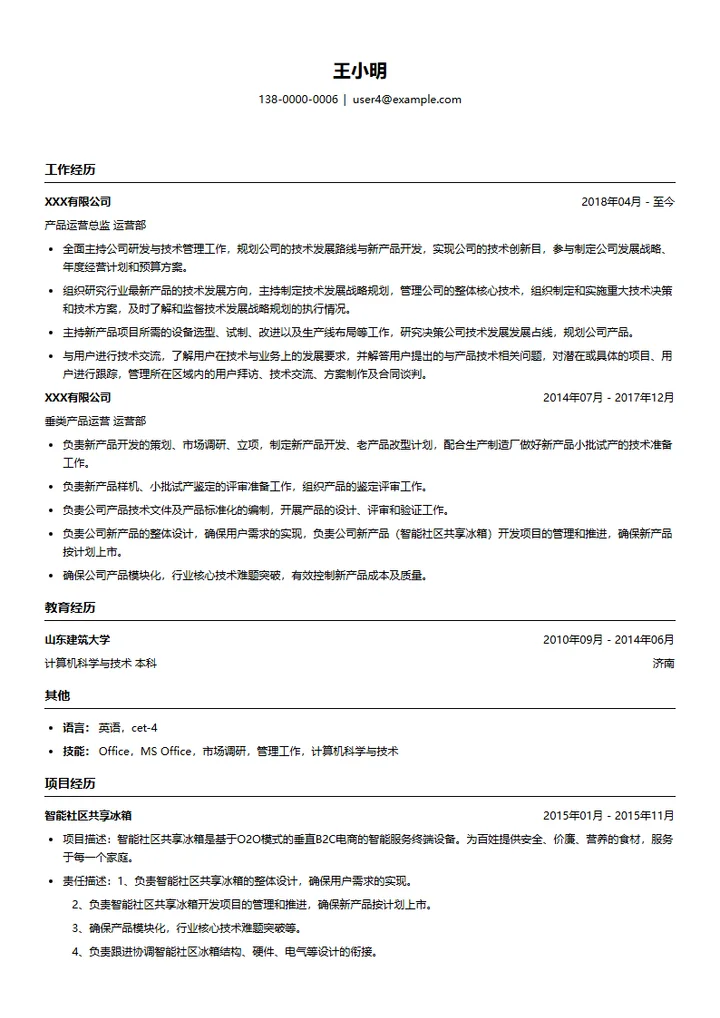 王小明
138-0000-0006 | user4@example.com
工作经历
XXX有限公司 2018年04月 - 至今
产品运营总监 运营部
• 全面主持公司研发与技术管理工作，规划公司的技术发展路线与新产品开发，实现公司的技术创新目，参与制定公司发展战略、
年度经营计划和预算方案。
• 组织研究行业最新产品的技术发展方向，主持制定技术发展战略规划，管理公司的整体核心技术，组织制定和实施重大技术决策
和技术方案，及时了解和监督技术发展战略规划的执行情况。
• 主持新产品项目所需的设备选型、试制、改进以及生产线布局等工作，研究决策公司技术发展发展占线，规划公司产品。
• 与用户进行技术交流，了解用户在技术与业务上的发展要求，并解答用户提出的与产品技术相关问题，对潜在或具体的项目、用
户进行跟踪，管理所在区域内的用户拜访、技术交流、方案制作及合同谈判。
XXX有限公司 2014年07月 - 2017年12月
垂类产品运营 运营部
• 负责新产品开发的策划、市场调研、立项，制定新产品开发、老产品改型计划，配合生产制造厂做好新产品小批试产的技术准备
工作。
• 负责新产品样机、小批试产鉴定的评审准备工作，组织产品的鉴定评审工作。
• 负责公司产品技术文件及产品标准化的编制，开展产品的设计、评审和验证工作。
• 负责公司新产品的整体设计，确保用户需求的实现，负责公司新产品（智能社区共享冰箱）开发项目的管理和推进，确保新产品
按计划上市。
• 确保公司产品模块化，行业核心技术难题突破，有效控制新产品成本及质量。
教育经历
山东建筑大学 2010年09月 - 2014年06月
计算机科学与技术 本科 济南
其他
• 语言： 英语，cet-4
• 技能： Office，MS Office，市场调研，管理工作，计算机科学与技术
项目经历
智能社区共享冰箱 2015年01月 - 2015年11月
• 项目描述：智能社区共享冰箱是基于O2O模式的垂直B2C电商的智能服务终端设备。为百姓提供安全、价廉、营养的食材，服务
于每一个家庭。
• 责任描述：1、负责智能社区共享冰箱的整体设计，确保用户需求的实现。
2、负责智能社区共享冰箱开发项目的管理和推进，确保新产品按计划上市。
3、确保产品模块化，行业核心技术难题突破等。
4、负责跟进协调智能社区冰箱结构、硬件、电气等设计的衔接。